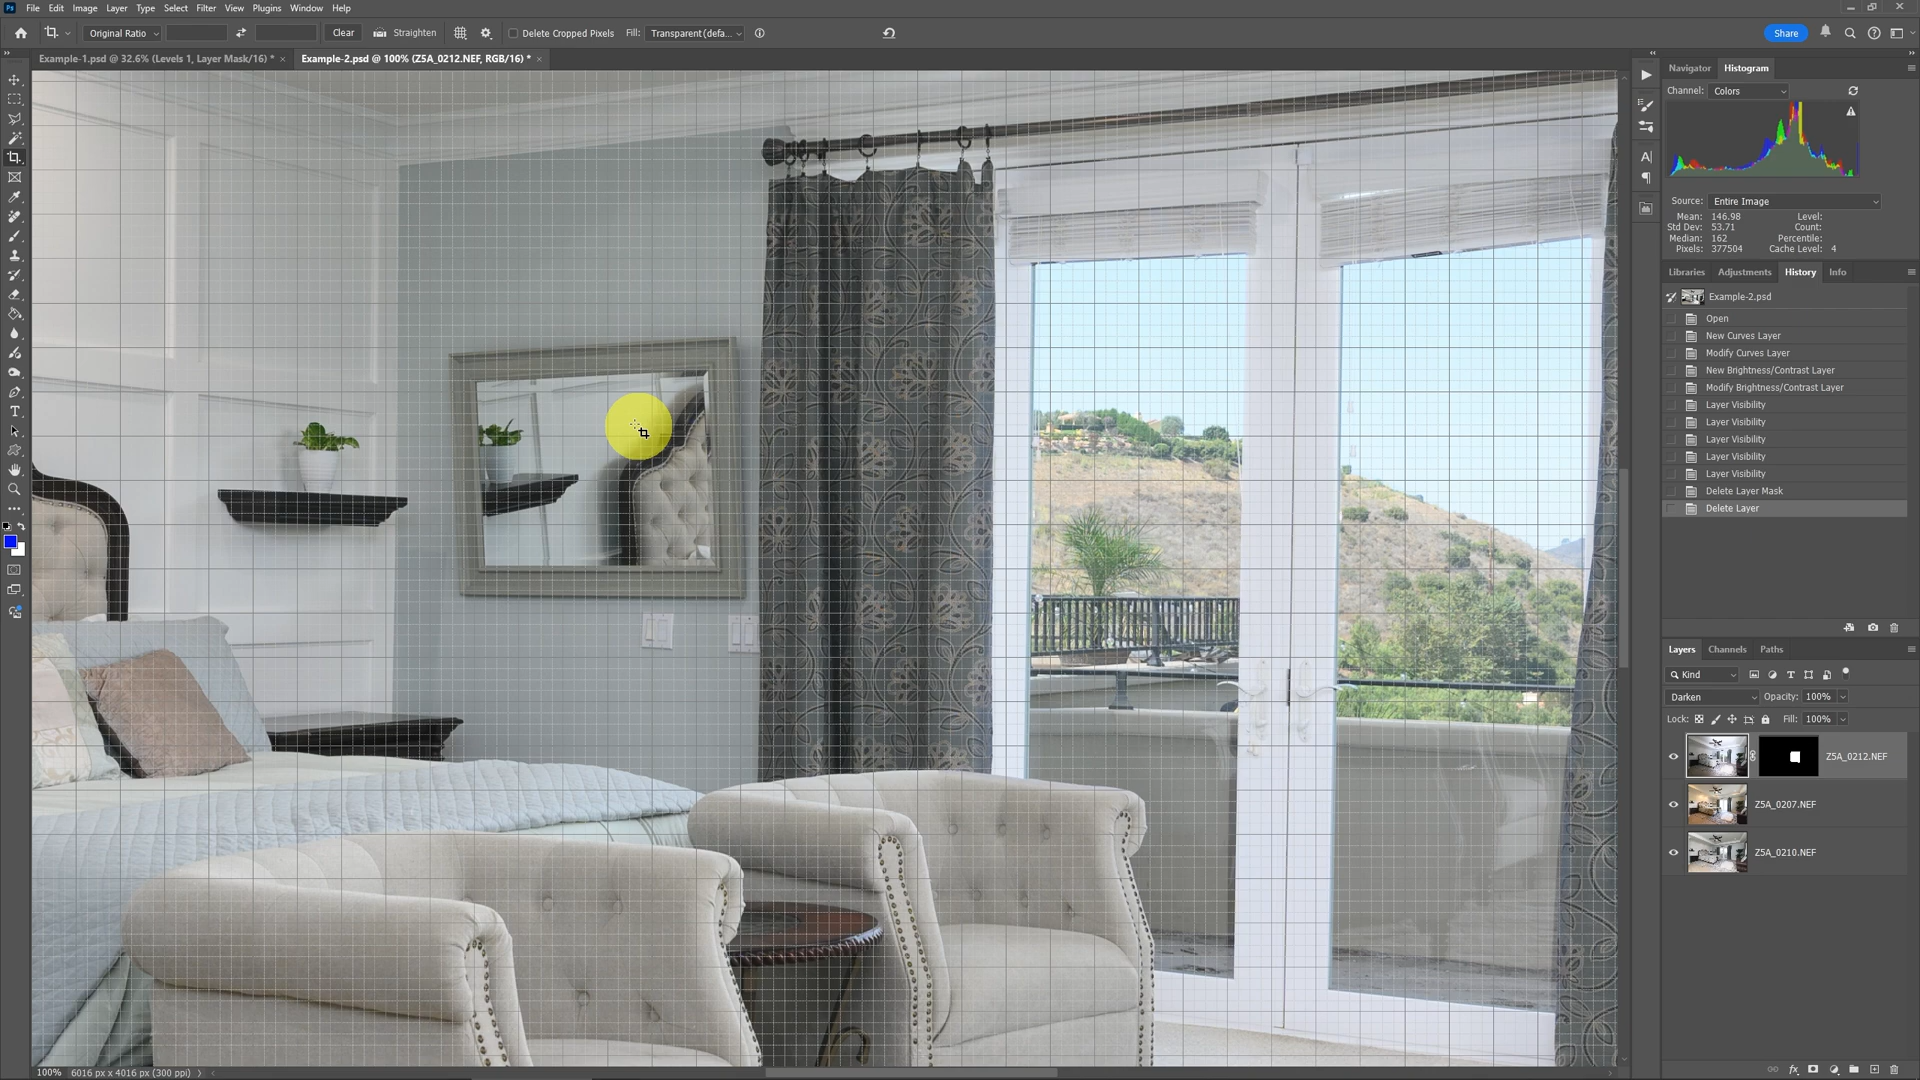 Ps File Edit Image Layer Type Select Filter View Plugins Window Help
Original Ratio Clear Straighten Delete Cropped Pixels Fill: Transparent (defa... Share
Example-1.psd @ 32.6% (Levels 1, Layer Mask/16) * × Example-2.psd @ 100% (Z5A_0212.NEF, RGB/16) * ×
Navigator Histogram
Channel: Colors
Source: Entire Image
Mean: 146.98 Level:
Std Dev: 53.71 Count:
Median: 162 Percentile:
Pixels: 377504 Cache Level: 4
Libraries Adjustments History Info
Example-2.psd
Open
New Curves Layer
Modify Curves Layer
New Brightness/Contrast Layer
Modify Brightness/Contrast Layer
Layer Visibility
Layer Visibility
Layer Visibility
Layer Visibility
Layer Visibility
Delete Layer Mask
Delete Layer
Layers Channels Paths
Kind
Darken Opacity: 100%
Lock: Fill: 100%
Z5A_0212.NEF
Z5A_0207.NEF
Z5A_0210.NEF
100% 6016 px x 4016 px (300 ppi)